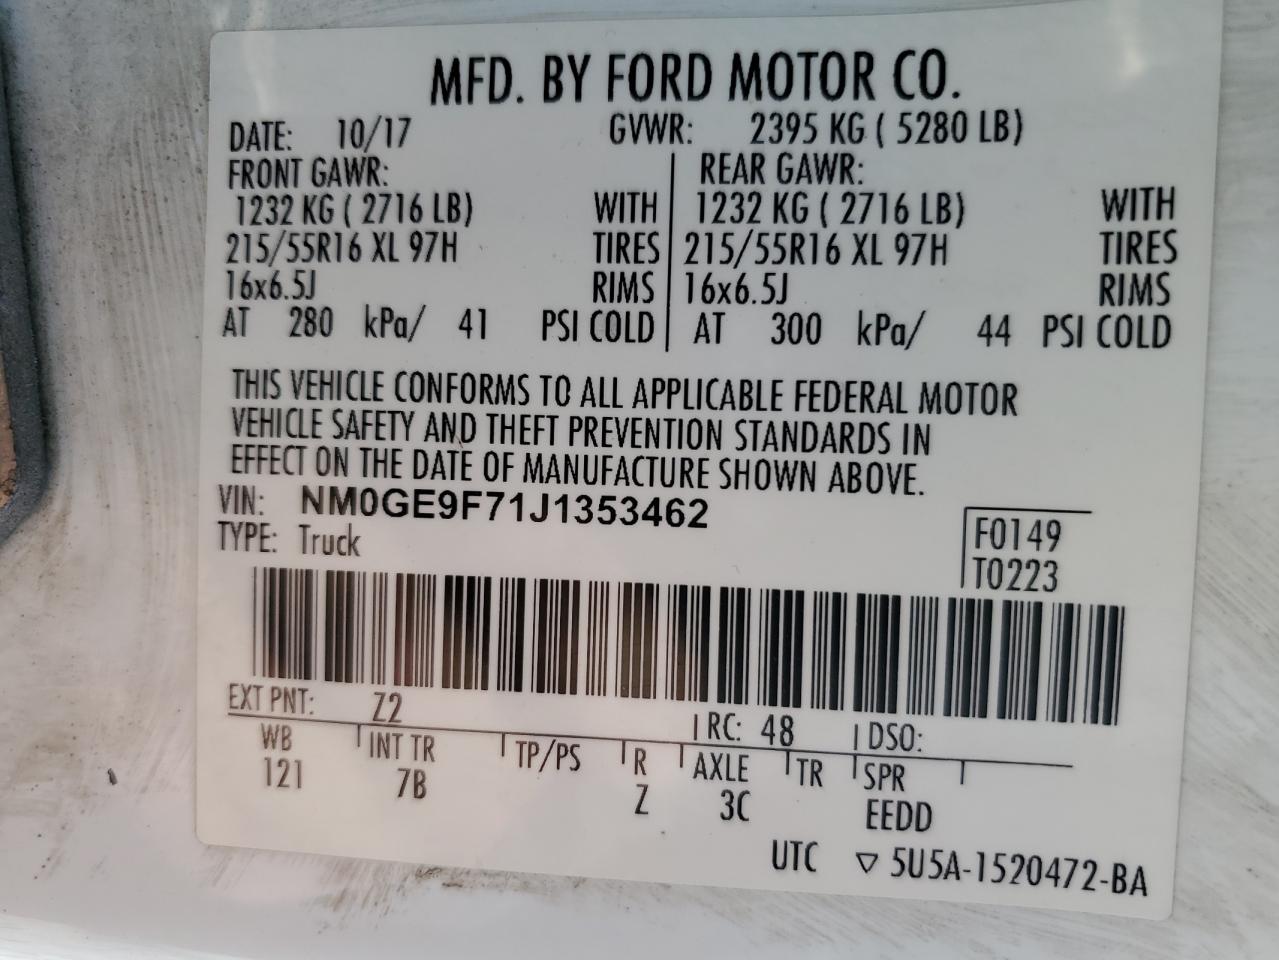 MFD. BY FORD MOTOR CO.
DATE: 10/17 GVWR: 2395 KG ( 5280 LB)
FRONT GAWR: REAR GAWR:
1232 KG ( 2716 LB) WITH 1232 KG ( 2716 LB) WITH
215/55R16 XL 97H TIRES 215/55R16 XL 97H TIRES
16x6.5J RIMS 16x6.5J RIMS
AT 280 kPa/ 41 PSI COLD AT 300 kPa/ 44 PSI COLD
THIS VEHICLE CONFORMS TO ALL APPLICABLE FEDERAL MOTOR
VEHICLE SAFETY AND THEFT PREVENTION STANDARDS IN
EFFECT ON THE DATE OF MANUFACTURE SHOWN ABOVE.
VIN: NM0GE9F71J1353462
TYPE: Truck
F0149
T0223
EXT PNT: Z2 RC: 48 DSO:
WB INT TR TP/PS R AXLE TR SPR
121 7B Z 3C EEDD
UTC ▽ 5U5A-1520472-BA